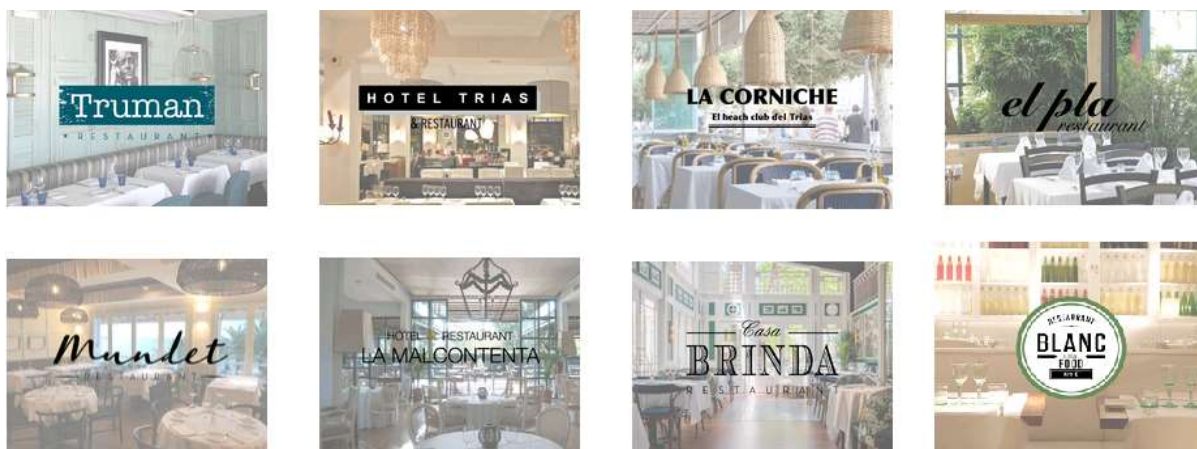 Truman
RESTAURANT
HOTEL TRIAS
& RESTAURANT
LA CORNICHE
El beach club del Trias
el pla
restaurant
Mundet
RESTAURANT
HOTEL & RESTAURANT
LA MALCONTENTA
Casa
BRINDA
RESTAURANT
RESTAURANT
BLANC
FOOD